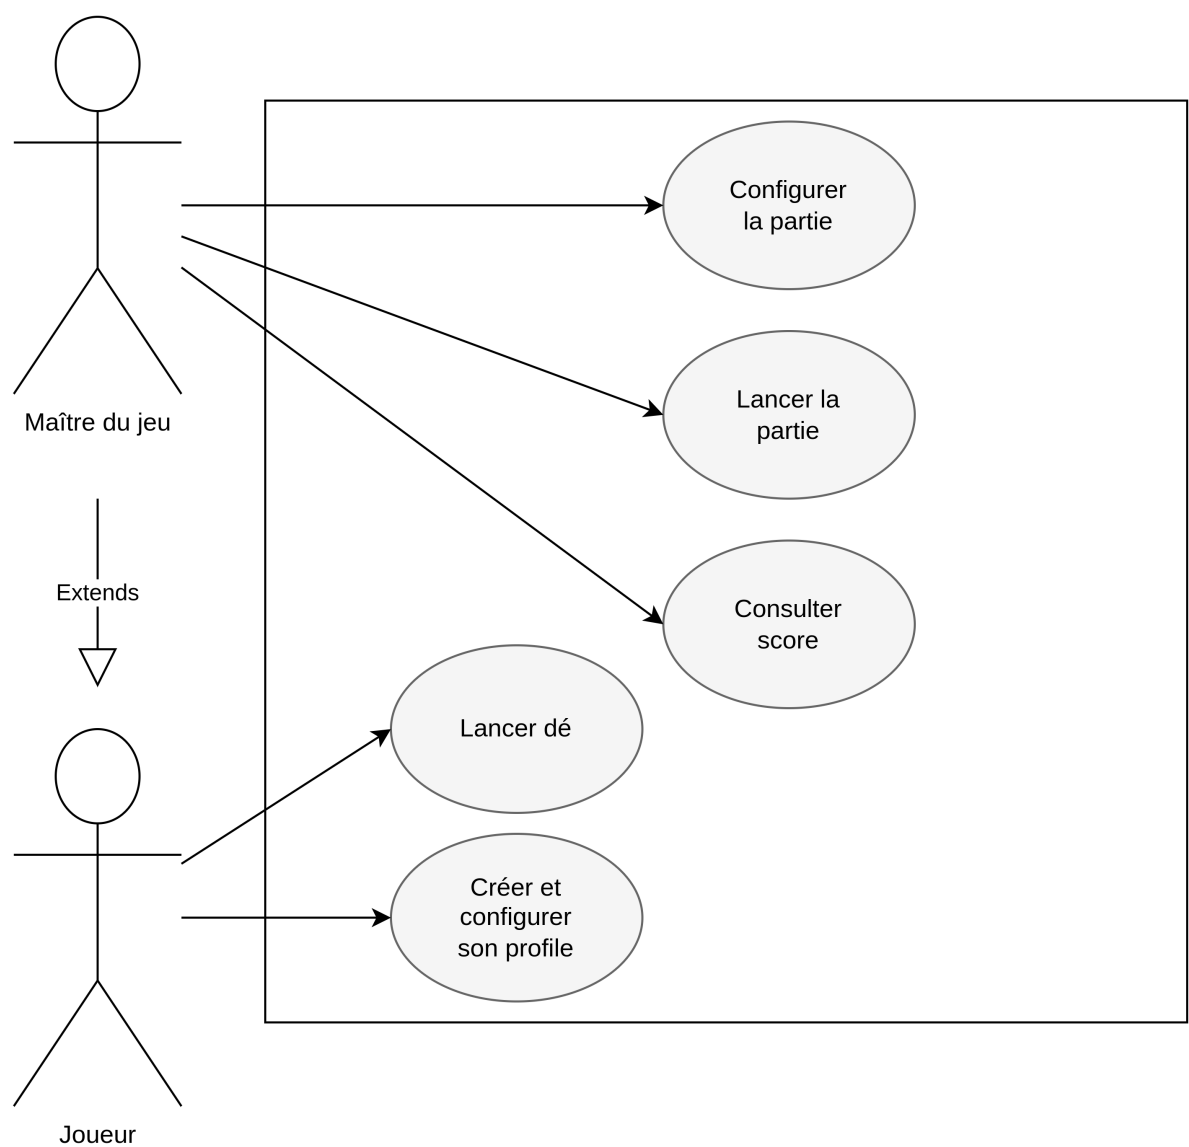 Configurer
la partie
Lancer la
partie
Maître du jeu
Extends
Consulter
score
Lancer dé
Créer et
configurer
son profile
Joueur